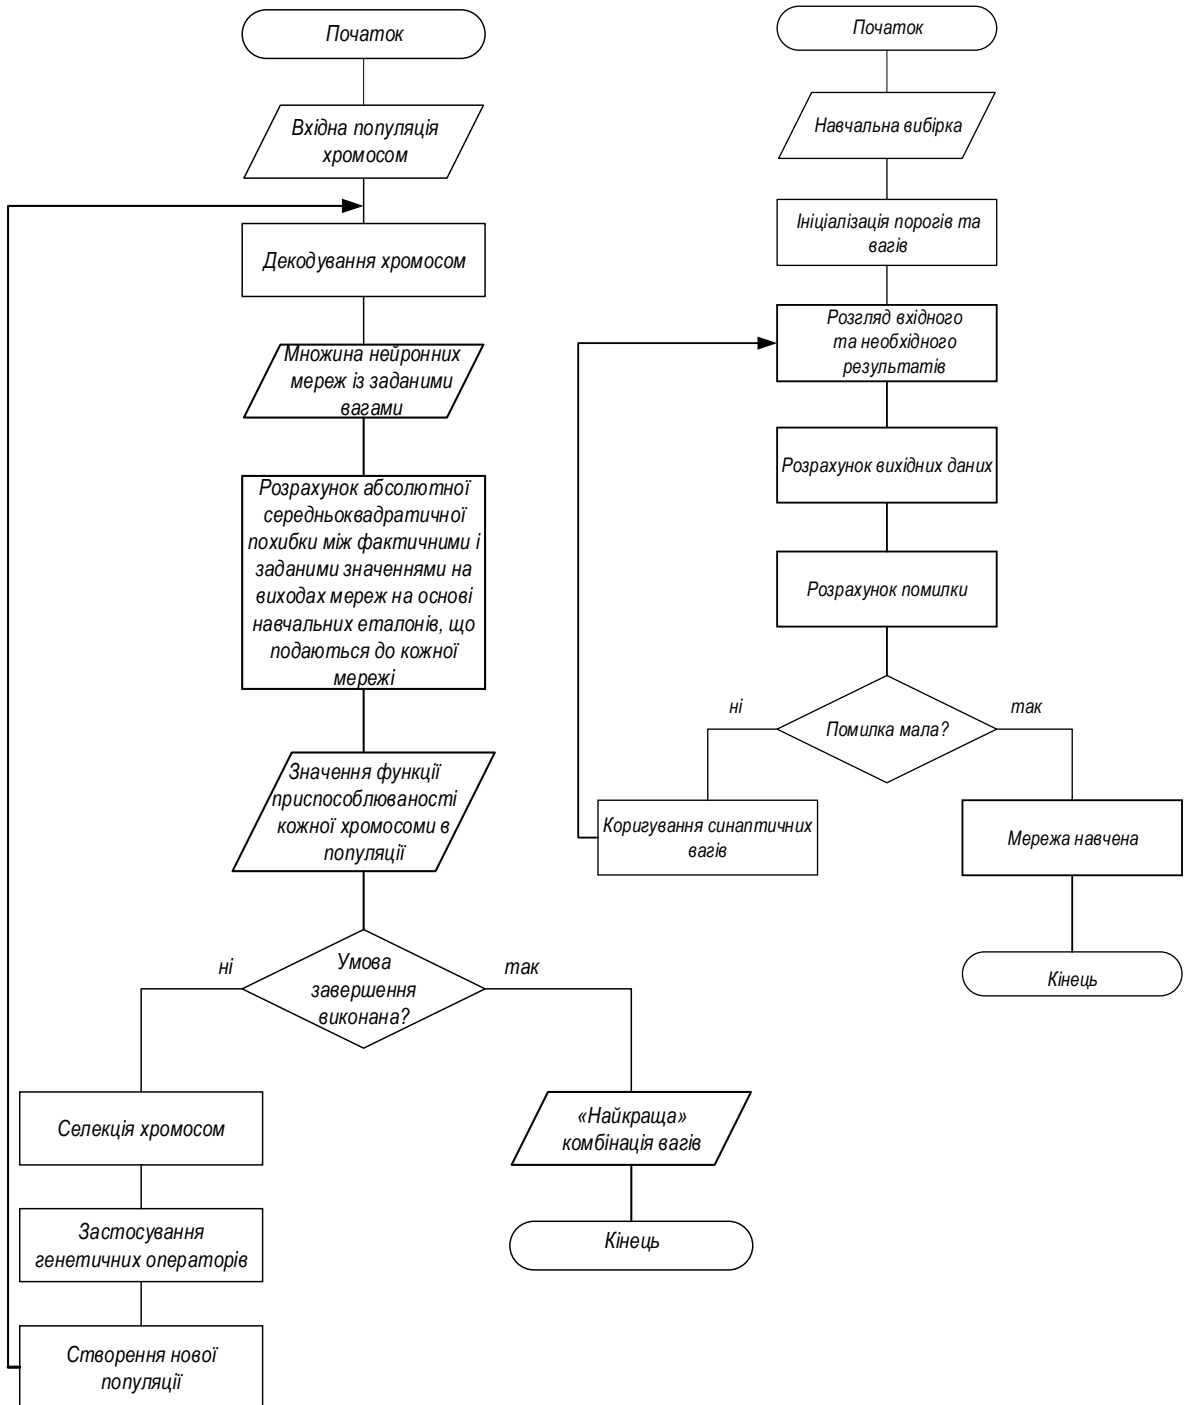 Початок
Вхідна популяція
хромосом
Декодування хромосом
Множина нейронних
мереж із заданими
вагами
Розрахунок абсолютної
середньоквадратичної
похибки між фактичними і
заданими значеннями на
виходах мереж на основі
навчальних еталонів, що
подаються до кожної
мережі
Значення функції
приспособлюваності
кожної хромосоми в
популяції
Умова
завершення
виконана?
ні
так
Селекція хромосом
Застосування
генетичних операторів
Створення нової
популяції
«Найкраща»
комбінація вагів
Кінець
Початок
Навчальна вибірка
Ініціалізація порогів та
вагів
Розгляд вхідного
та необхідного
результатів
Розрахунок вихідних даних
Розрахунок помилки
Помилка мала?
ні
так
Коригування синаптичних
вагів
Мережа навчена
Кінець